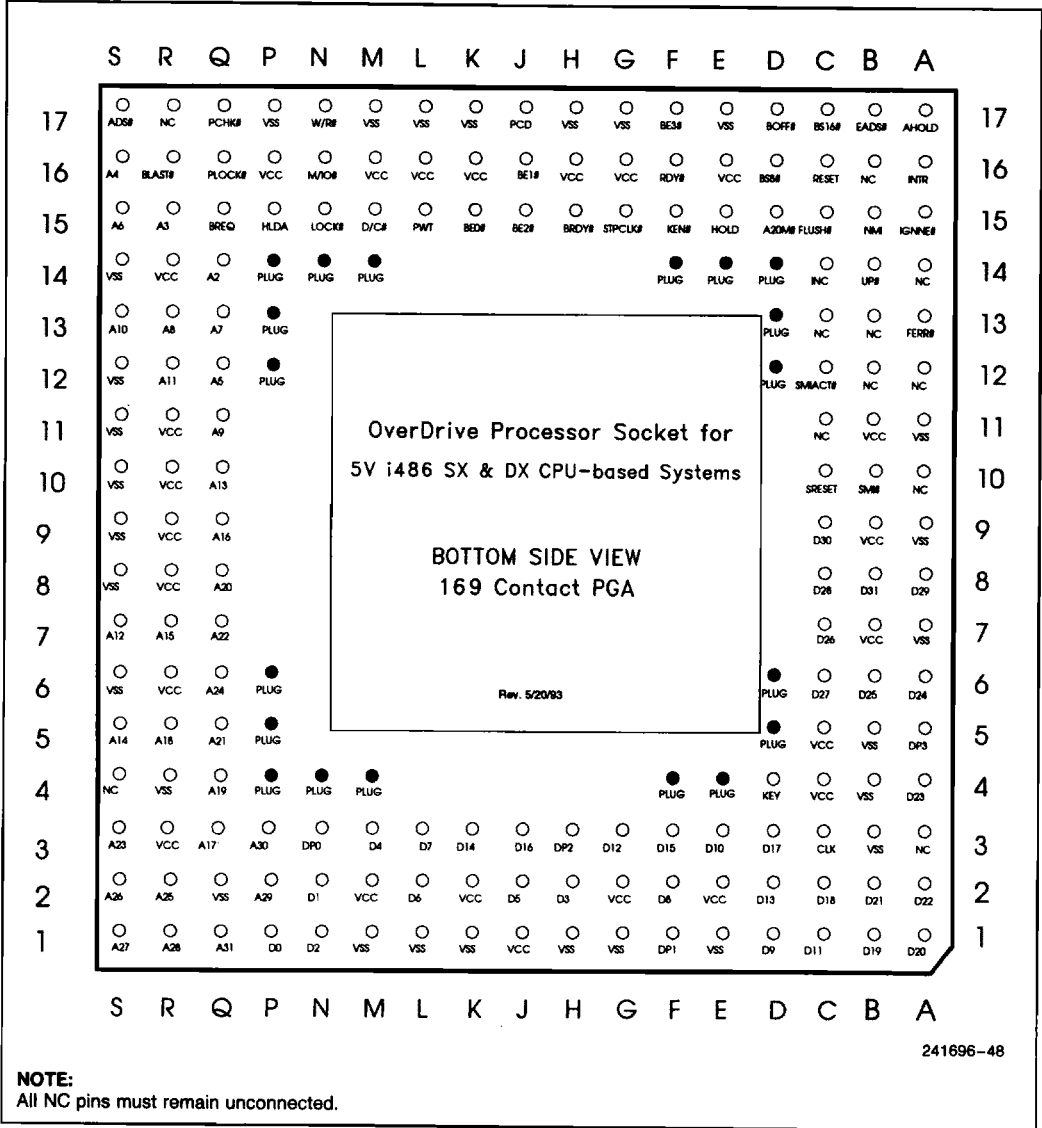 S R Q P N M L K J H G F E D C B A
17 ADS# NC PCHK# VSS W/R# VSS VSS VSS PCD VSS VSS BE3# VSS BOFF# BS16# EADS# AHOLD 17
16 A4 BLAST# PLOCK# VCC M/IO# VCC VCC VCC BE1# VCC VCC RDY# VCC BS8# RESET NC INTR 16
15 A6 A3 BREQ HLDA LOCK# D/C# PWT BE0# BE2# BRDY# STPCLK# KEN# HOLD A20M# FLUSH# NMI IGNNE# 15
14 VSS VCC A2 PLUG PLUG PLUG PLUG PLUG PLUG INC UP# NC 14
13 A10 A8 A7 PLUG PLUG NC NC FERR# 13
12 VSS A11 A5 PLUG PLUG SMIACT# NC NC 12
11 VSS VCC A9 NC VCC VSS 11
10 VSS VCC A13 SRESET SMI# NC 10
9 VSS VCC A16 D30 VCC VSS 9
8 VSS VCC A20 D28 D31 D29 8
7 A12 A15 A22 D26 VCC VSS 7
6 VSS VCC A24 PLUG PLUG D27 D25 D24 6
5 A14 A18 A21 PLUG PLUG VCC VSS DP3 5
4 NC VSS A19 PLUG PLUG PLUG PLUG PLUG KEY VCC VSS D23 4
3 A23 VCC A17 A30 DP0 D4 D7 D14 D16 DP2 D12 D15 D10 D17 CLK VSS NC 3
2 A26 A25 VSS A29 D1 VCC D6 VCC D5 D3 VCC D8 VCC D13 D18 D21 D22 2
1 A27 A28 A31 D0 D2 VSS VSS VSS VCC VSS VSS DP1 VSS D9 D11 D19 D20 1
OverDrive Processor Socket for
5V i486 SX & DX CPU-based Systems
BOTTOM SIDE VIEW
169 Contact PGA
Rev. 5/20/93
S R Q P N M L K J H G F E D C B A
241696-48
NOTE:
All NC pins must remain unconnected.